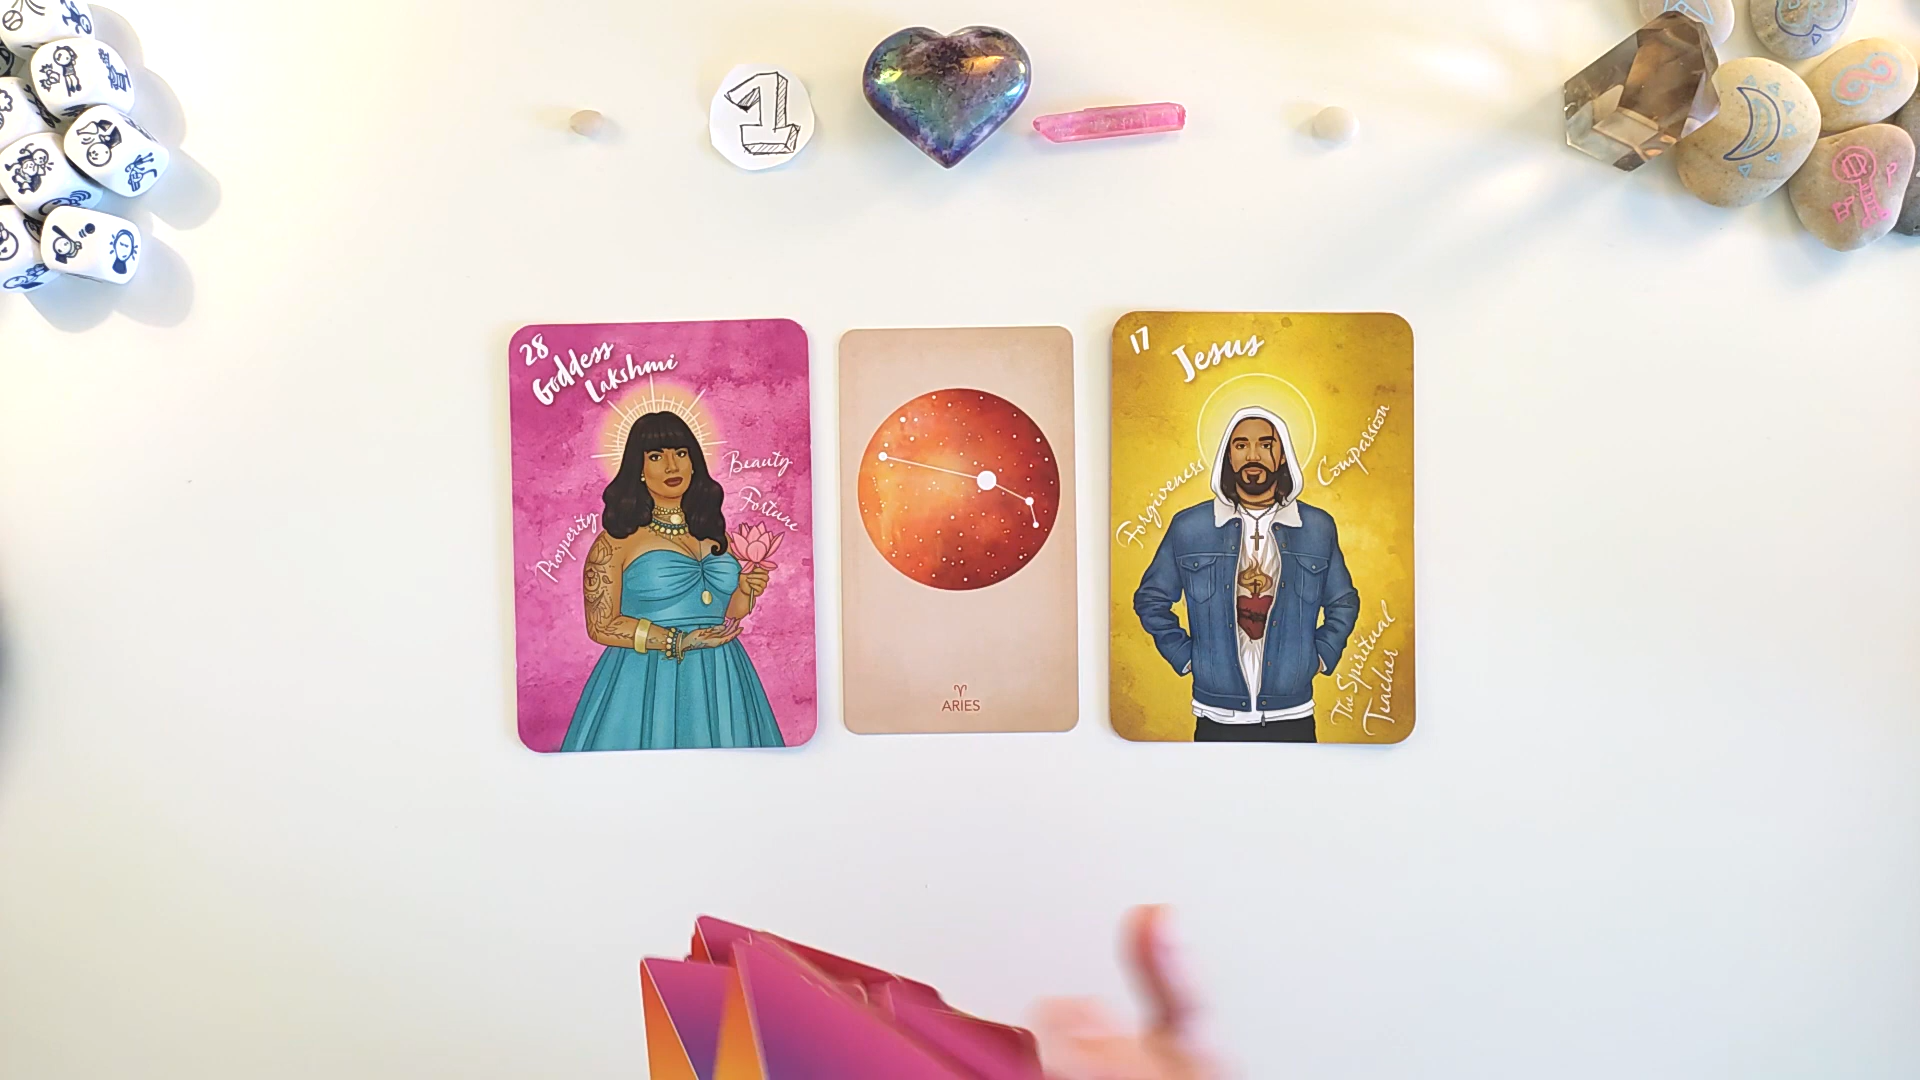 1
28
Goddess
Lakshmi
Beauty
Fortune
Prosperity
♈
ARIES
17
Jesus
Forgiveness
Compassion
The Spiritual
Teacher